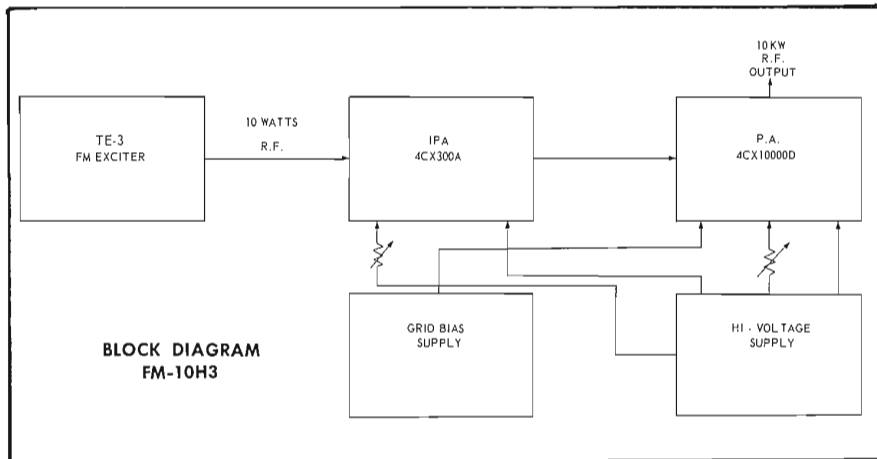 10 KW
R.F.
OUTPUT
TE-3
FM EXCITER
10 WATTS
R.F.
IPA
4CX300A
P.A.
4CX10000D
GRID BIAS
SUPPLY
HI - VOLTAGE
SUPPLY
BLOCK DIAGRAM
FM-10H3